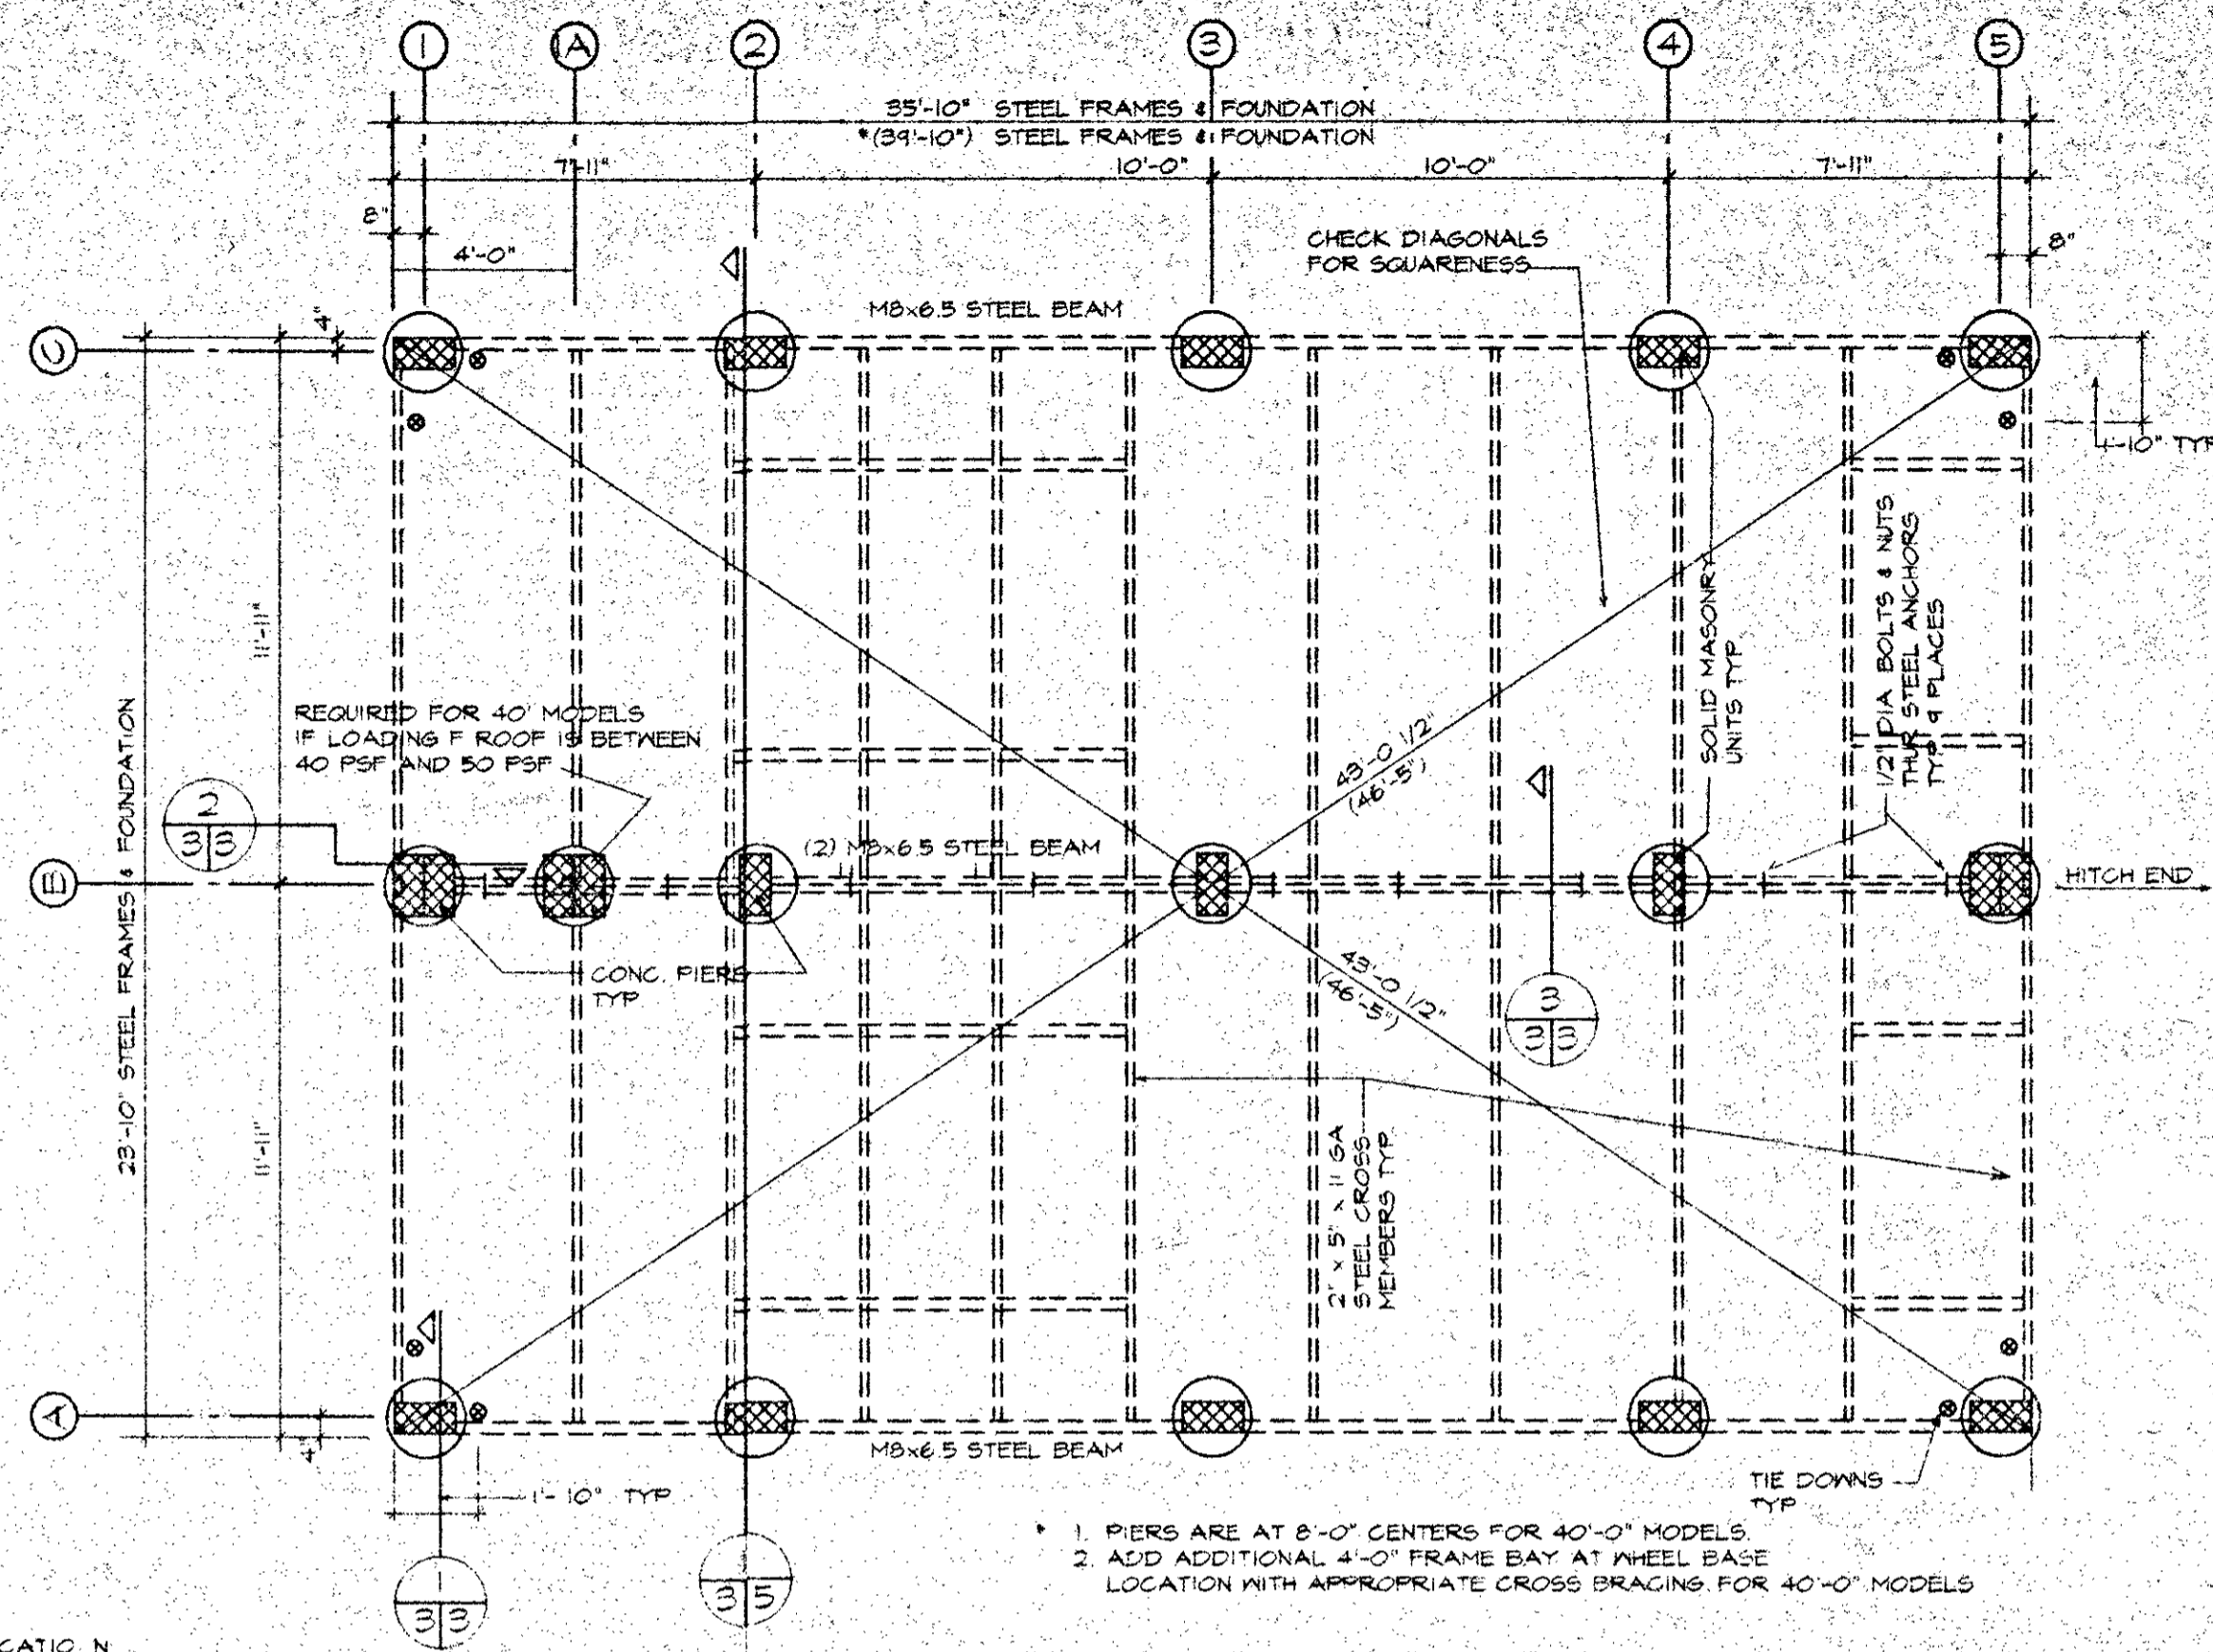 1 1A 2 3 4 5
35'-10" STEEL FRAMES & FOUNDATION
*(39'-10") STEEL FRAMES & FOUNDATION
7'-11" 10'-0" 10'-0" 7'-11"
8"
4'-0"
8"
CHECK DIAGONALS
FOR SQUARENESS
M8x6.5 STEEL BEAM
4"
C
1'-10" TYP
11'-11"
23'-10" STEEL FRAMES & FOUNDATION
REQUIRED FOR 40' MODELS
IF LOADING F ROOF IS BETWEEN
40 PSF AND 50 PSF
2
3 3
43'-0 1/2"
(46'-5")
SOLID MASONRY
UNITS TYP
1/2" DIA BOLTS & NUTS
THUR STEEL ANCHORS
TYP 9 PLACES
(2) M8x6.5 STEEL BEAM
B
HITCH END
CONC. PIERS
TYP
43'-0 1/2"
(46'-5")
3
3 3
11'-11"
2" x 5" x 11 GA
STEEL CROSS
MEMBERS TYP
A
4"
M8x6.5 STEEL BEAM
1'-10" TYP
TIE DOWNS
TYP
* 1. PIERS ARE AT 8'-0" CENTERS FOR 40'-0" MODELS.
2. ADD ADDITIONAL 4'-0" FRAME BAY AT WHEEL BASE
LOCATION WITH APPROPRIATE CROSS BRACING FOR 40'-0" MODELS
3 3
3 5